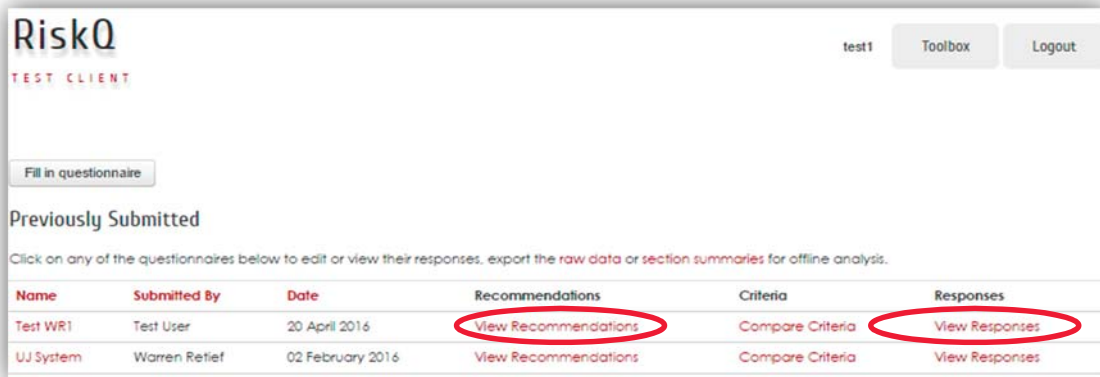 RiskQ
TEST CLIENT
test1 Toolbox Logout
Fill in questionnaire
Previously Submitted
Click on any of the questionnaires below to edit or view their responses, export the raw data or section summaries for offline analysis.
Name Submitted By Date Recommendations Criteria Responses
Test WR1 Test User 20 April 2016 View Recommendations Compare Criteria View Responses
UJ System Warren Retief 02 February 2016 View Recommendations Compare Criteria View Responses